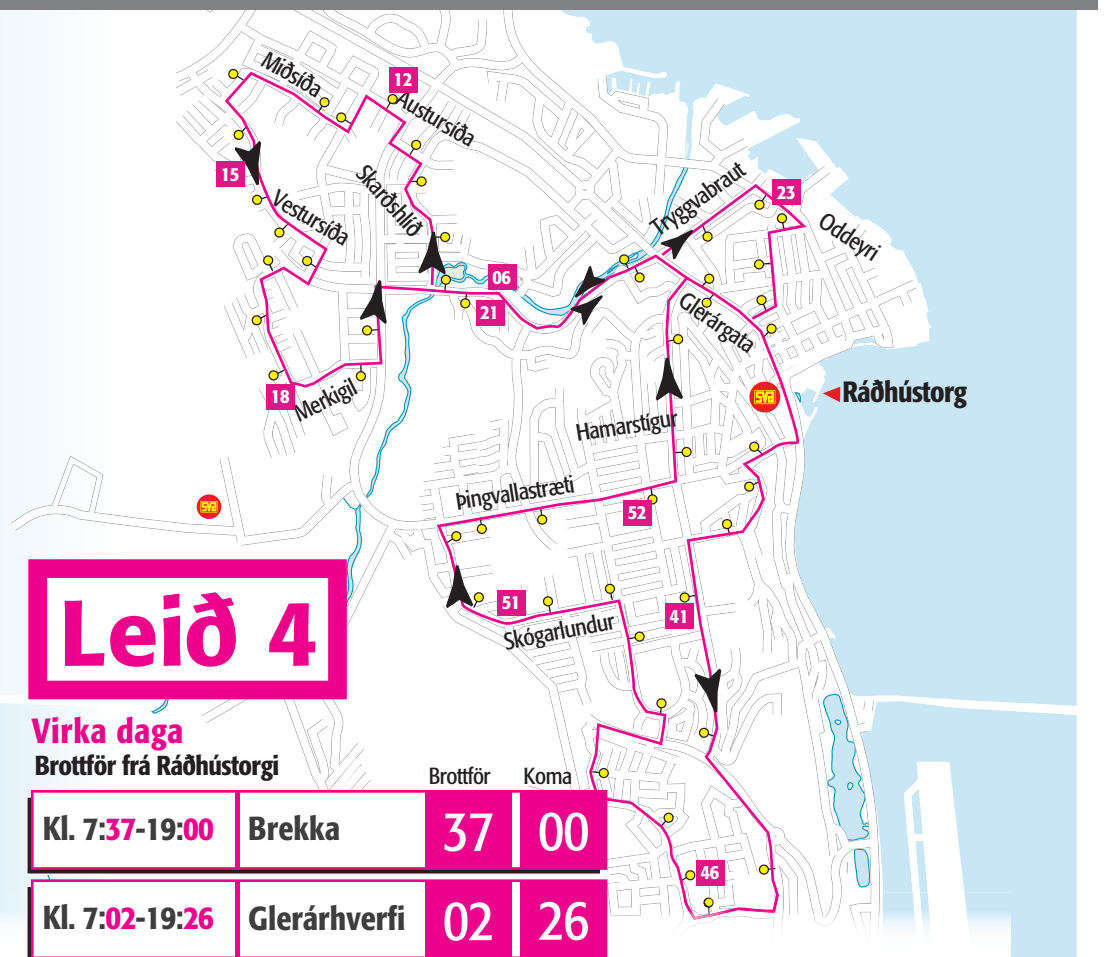 Miðsíða
12
Austursíða
15
Skarðshlíð
Vestursíða
Tryggvabraut
23
Oddeyri
06
21
Glerárgata
18
Merkigil
SVA
Ráðhústorg
Hamarstígur
Þingvallastræti
52
SVA
51
41
Skógarlundur
46
Leið 4
Virka daga
Brottför frá Ráðhústorgi
Brottför Koma
Kl. 7:37-19:00 Brekka 37 00
Kl. 7:02-19:26 Glerárhverfi 02 26